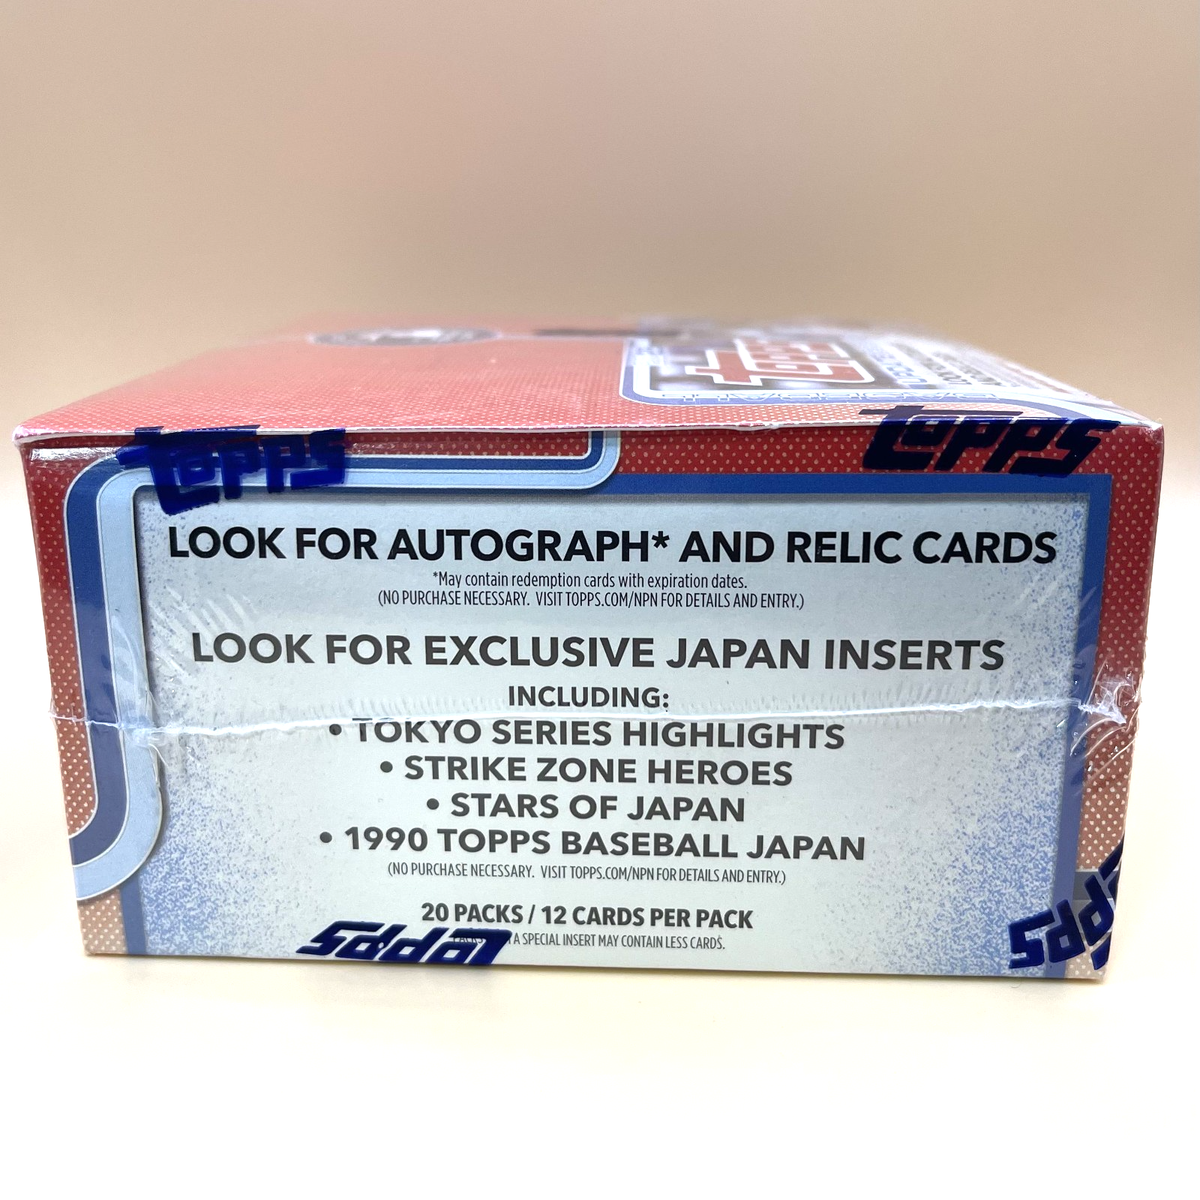 topps
topps
topps
LOOK FOR AUTOGRAPH* AND RELIC CARDS
*May contain redemption cards with expiration dates.
(NO PURCHASE NECESSARY. VISIT TOPPS.COM/NPN FOR DETAILS AND ENTRY.)
LOOK FOR EXCLUSIVE JAPAN INSERTS
INCLUDING:
• TOKYO SERIES HIGHLIGHTS
• STRIKE ZONE HEROES
• STARS OF JAPAN
• 1990 TOPPS BASEBALL JAPAN
(NO PURCHASE NECESSARY. VISIT TOPPS.COM/NPN FOR DETAILS AND ENTRY.)
20 PACKS / 12 CARDS PER PACK
A SPECIAL INSERT MAY CONTAIN LESS CARDS.
topps
topps